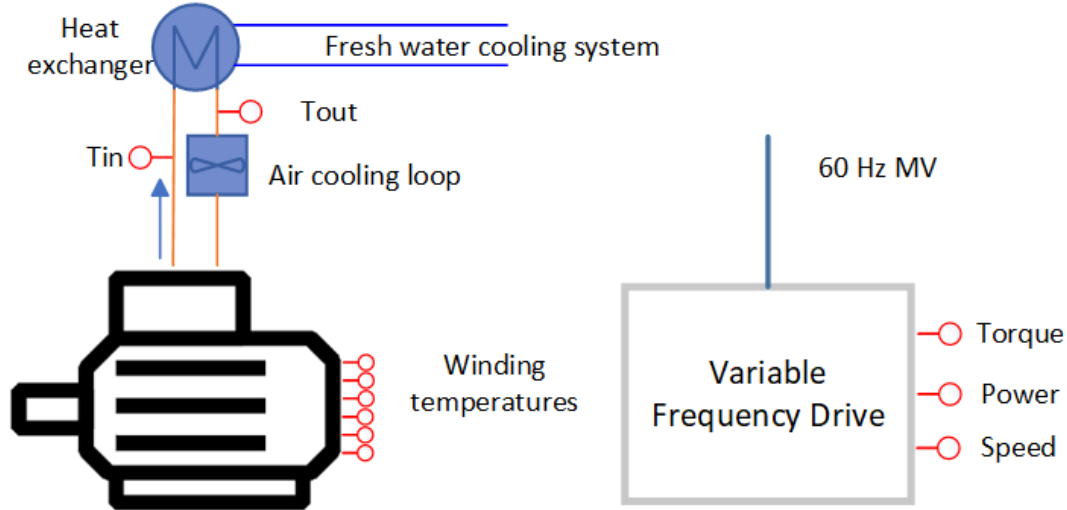 Heat
exchanger
Fresh water cooling system
Tout
Tin
Air cooling loop
60 Hz MV
Winding
temperatures
Variable
Frequency Drive
Torque
Power
Speed